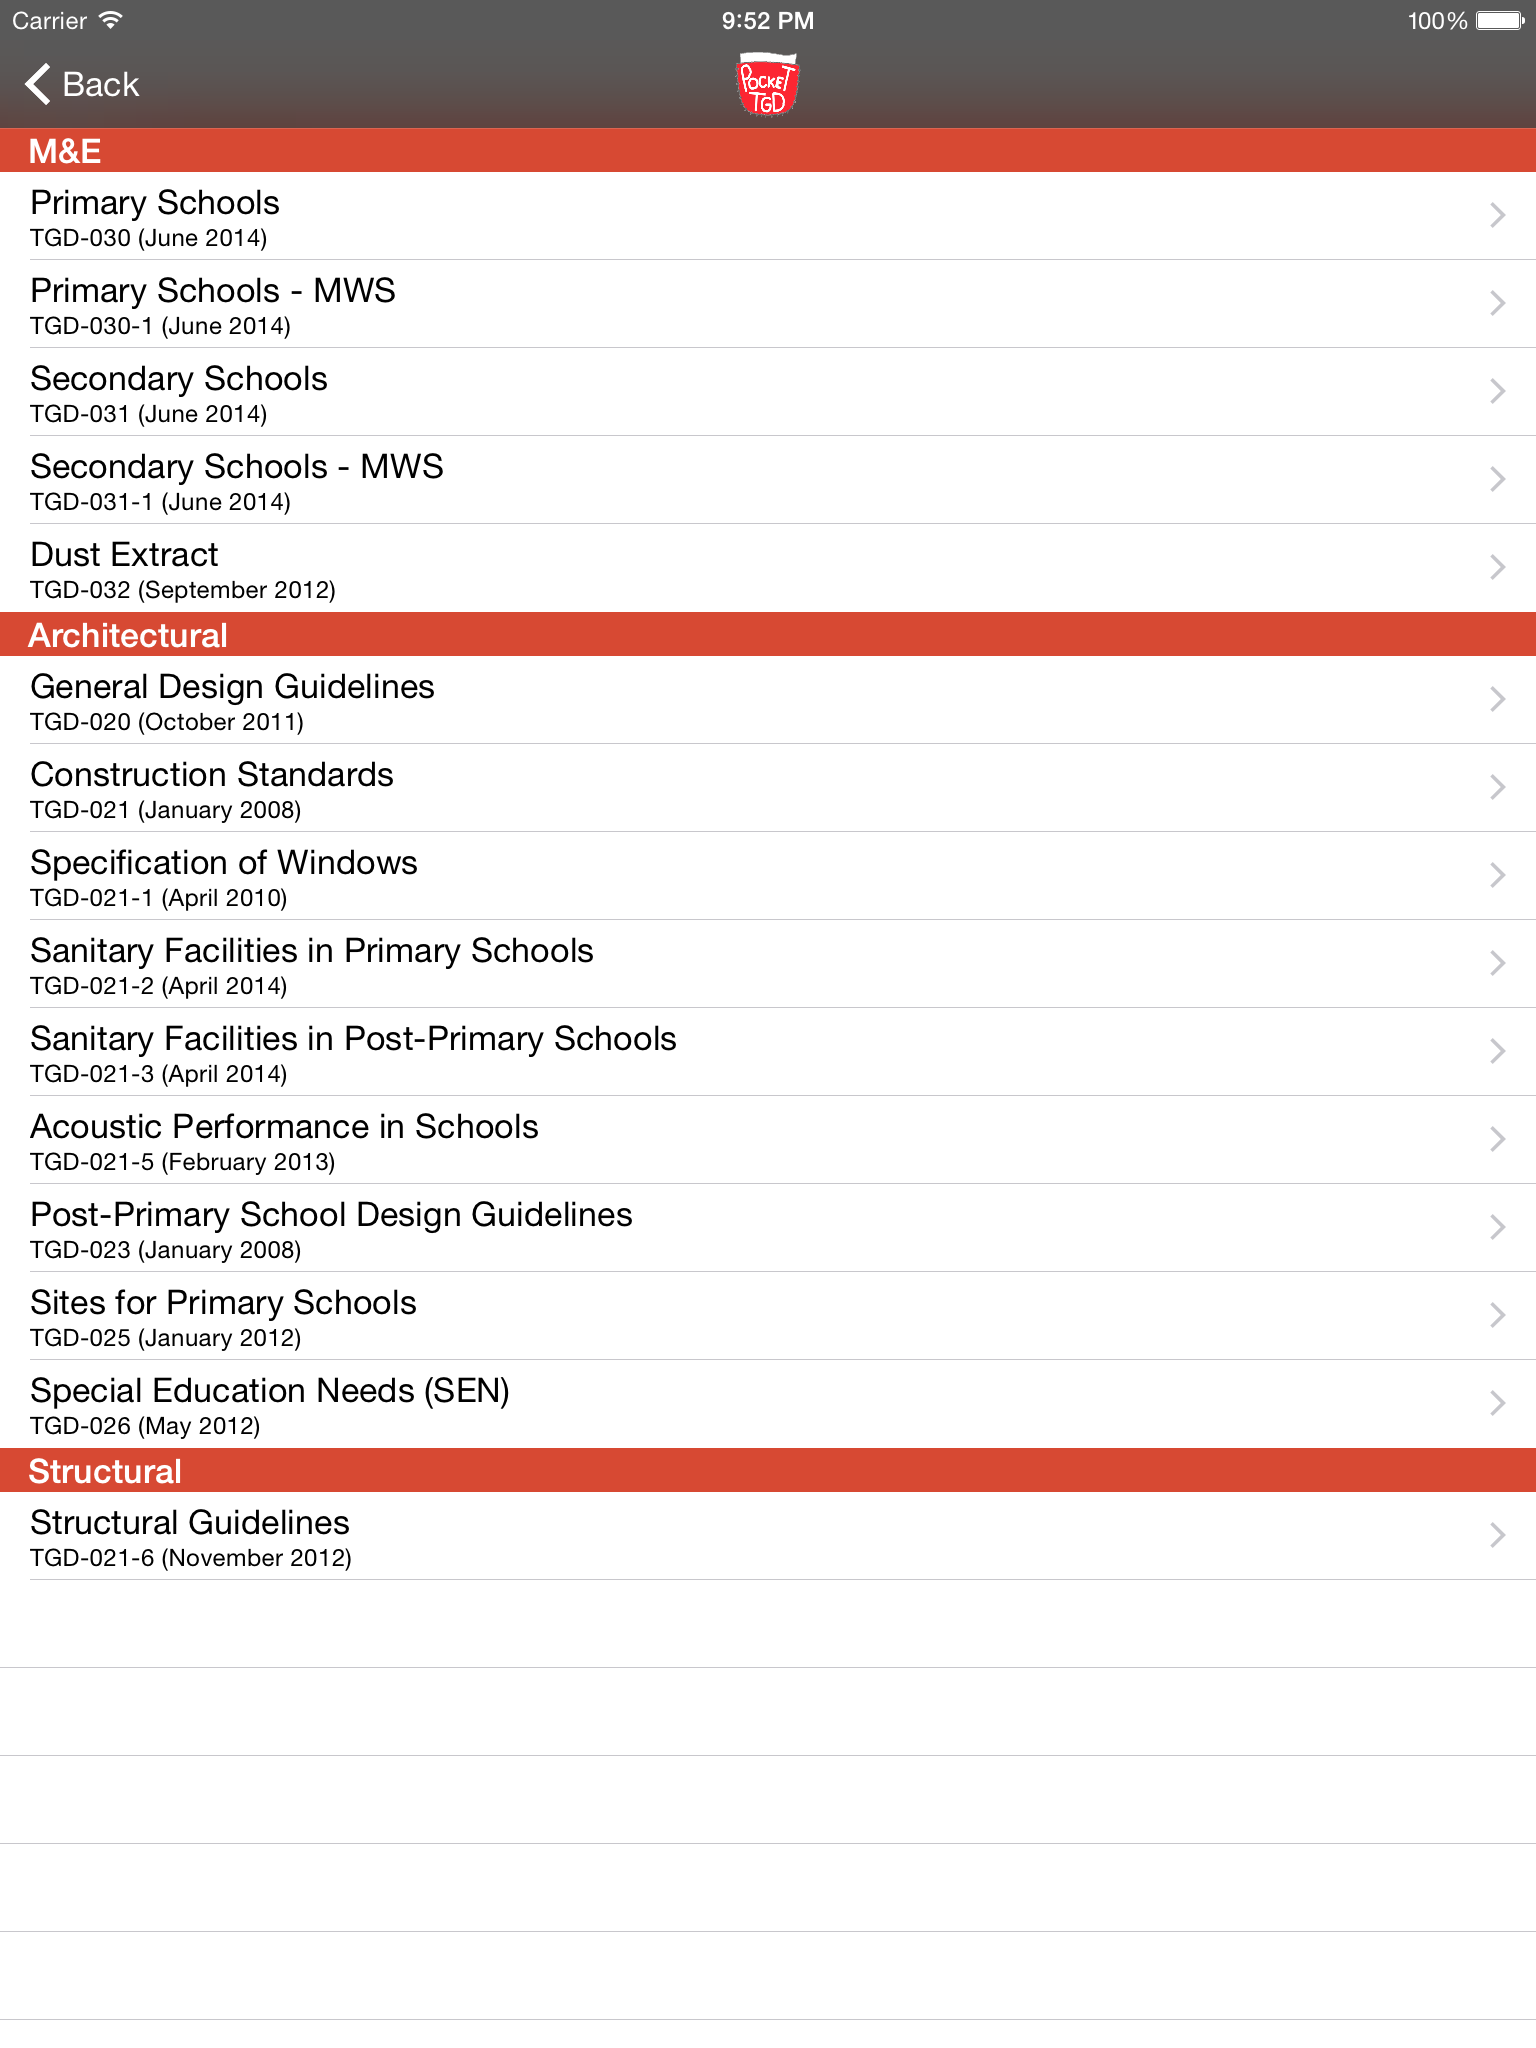 Carrier 9:52 PM 100%
Back
POCKET
TGD
M&E
Primary Schools
TGD-030 (June 2014)
Primary Schools - MWS
TGD-030-1 (June 2014)
Secondary Schools
TGD-031 (June 2014)
Secondary Schools - MWS
TGD-031-1 (June 2014)
Dust Extract
TGD-032 (September 2012)
Architectural
General Design Guidelines
TGD-020 (October 2011)
Construction Standards
TGD-021 (January 2008)
Specification of Windows
TGD-021-1 (April 2010)
Sanitary Facilities in Primary Schools
TGD-021-2 (April 2014)
Sanitary Facilities in Post-Primary Schools
TGD-021-3 (April 2014)
Acoustic Performance in Schools
TGD-021-5 (February 2013)
Post-Primary School Design Guidelines
TGD-023 (January 2008)
Sites for Primary Schools
TGD-025 (January 2012)
Special Education Needs (SEN)
TGD-026 (May 2012)
Structural
Structural Guidelines
TGD-021-6 (November 2012)